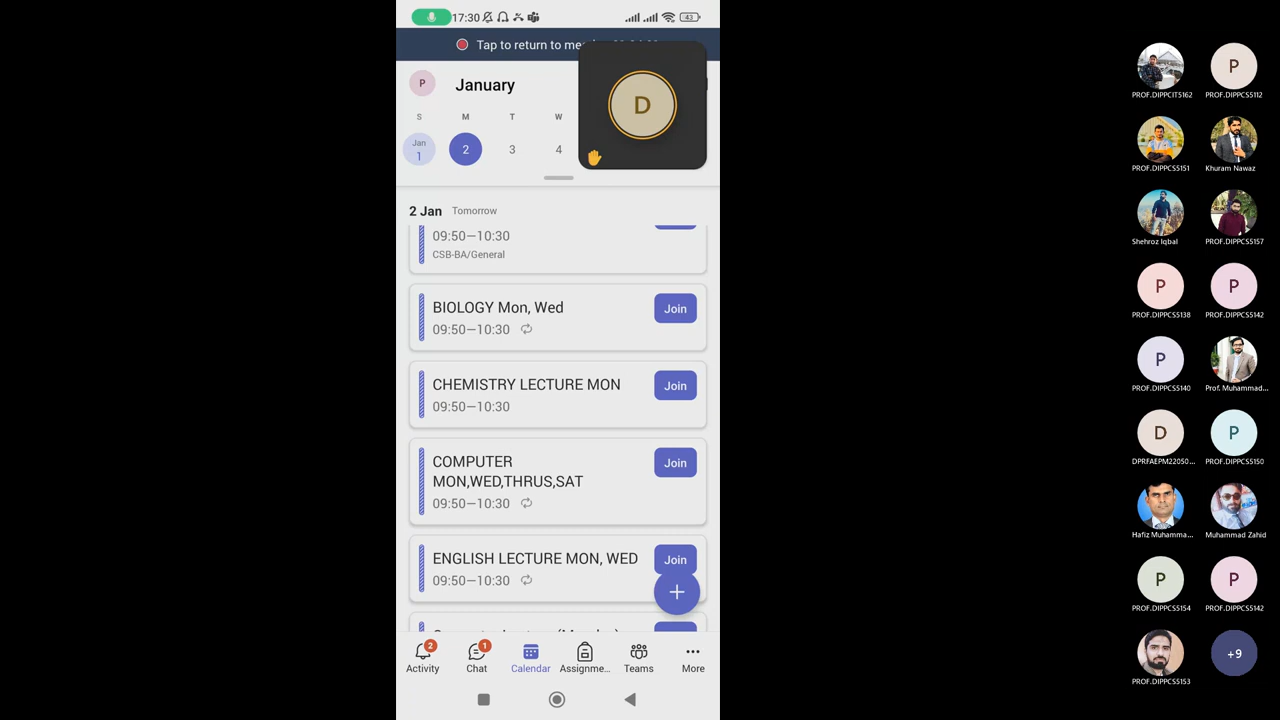 17:30
43
Tap to return to me
P
January
D
S
M
T
W
Jan
1
2
3
4
2 Jan Tomorrow
09:50—10:30
CSB-BA/General
BIOLOGY Mon, Wed
09:50—10:30
Join
CHEMISTRY LECTURE MON
09:50—10:30
Join
COMPUTER
MON,WED,THRUS,SAT
09:50—10:30
Join
ENGLISH LECTURE MON, WED
09:50—10:30
Join
2
Activity
1
Chat
Calendar
Assignme...
Teams
More
PROF.DIPPCIT5162
P
PROF.DIPPCS5112
PROF.DIPPCS5151
Khuram Nawaz
Shehroz Iqbal
PROF.DIPPCS5157
P
PROF.DIPPCS5138
P
PROF.DIPPCS5142
P
PROF.DIPPCS5140
Prof. Muhammad...
D
DPRFAEPM22050...
P
PROF.DIPPCS5150
Hafiz Muhamma...
Muhammad Zahid
P
PROF.DIPPCS5154
P
PROF.DIPPCS5142
PROF.DIPPCS5153
+9